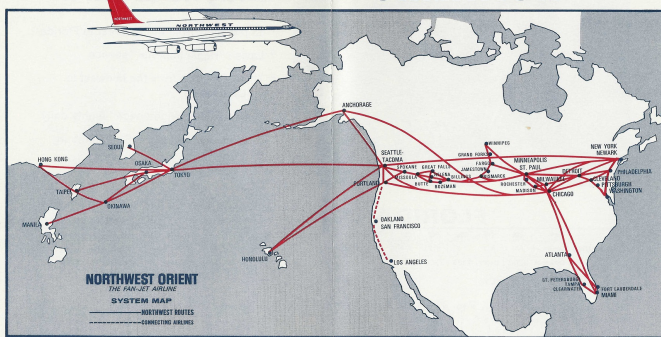 NORTHWEST
NORTHWEST
ANCHORAGE
SEOUL
HONG KONG
OSAKA
TOKYO
TAIPEI
OKINAWA
MANILA
HONOLULU
SEATTLE-
TACOMA
PORTLAND
SPOKANE
MISSOULA
GREAT FALLS
HELENA
BUTTE
BOZEMAN
BILLINGS
WINNIPEG
GRAND FORKS
FARGO
JAMESTOWN
BISMARCK
MINNEAPOLIS
ST. PAUL
ROCHESTER
MADISON
MILWAUKEE
CHICAGO
DETROIT
CLEVELAND
PITTSBURGH
WASHINGTON
NEW YORK
NEWARK
PHILADELPHIA
OAKLAND
SAN FRANCISCO
LOS ANGELES
ATLANTA
ST. PETERSBURG
TAMPA
CLEARWATER
FORT LAUDERDALE
MIAMI
NORTHWEST ORIENT
THE FAN-JET AIRLINE
SYSTEM MAP
NORTHWEST ROUTES
CONNECTING AIRLINES